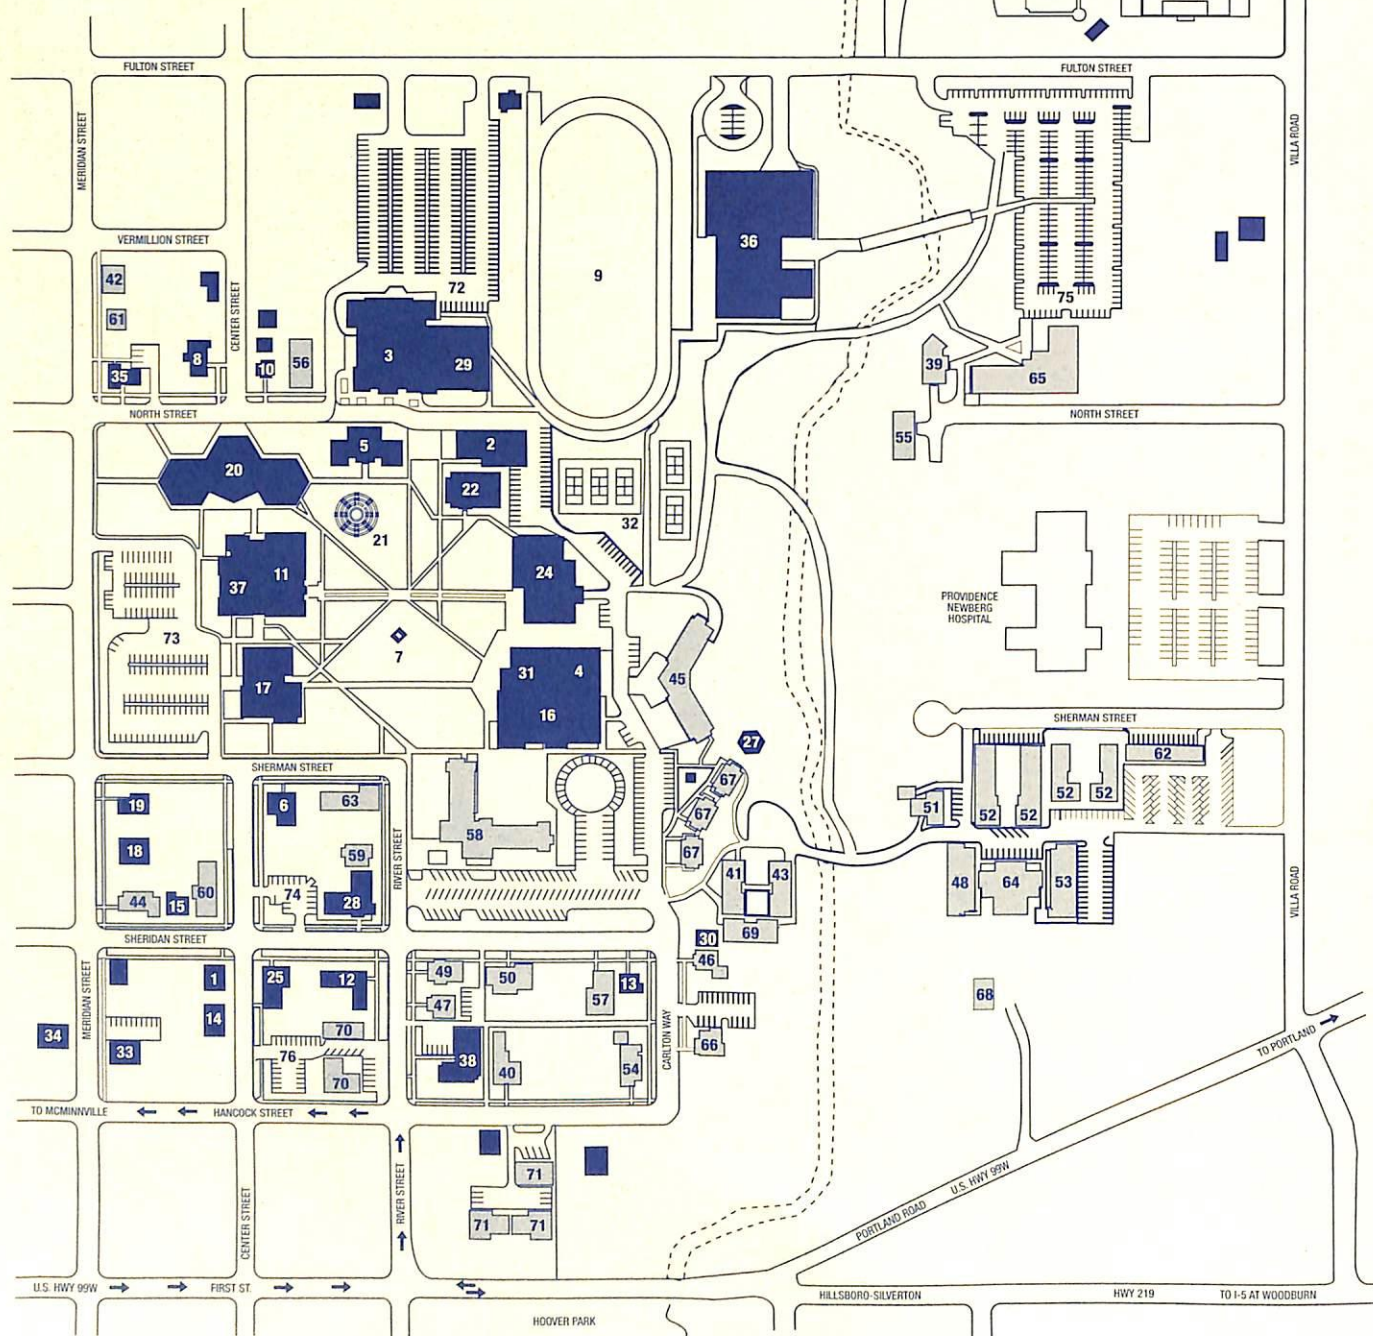 FULTON STREET
FULTON STREET
MERIDIAN STREET
VILLA ROAD
VERMILLION STREET
CENTER STREET
36
9
42
61
72
75
8
35
10
56
3
29
39
65
NORTH STREET
NORTH STREET
55
20
5
2
22
21
32
37
11
24
PROVIDENCE
NEWBERG
HOSPITAL
73
7
17
31
4
16
45
27
SHERMAN STREET
SHERMAN STREET
62
52
52
52
52
51
67
67
67
19
6
63
18
59
58
RIVER STREET
44
15
60
74
28
41
43
69
48
64
53
VILLA ROAD
SHERIDAN STREET
30
46
MERIDIAN STREET
1
25
12
49
50
13
47
57
68
34
14
33
70
76
70
38
40
54
66
CARLTON WAY
TO PORTLAND
TO MCMINNVILLE
HANCOCK STREET
71
71
71
CENTER STREET
RIVER STREET
PORTLAND ROAD
U.S. HWY 99W
U.S. HWY 99W
FIRST ST.
HILLSBORO-SILVERTON
HWY 219
TO I-5 AT WOODBURN
HOOVER PARK